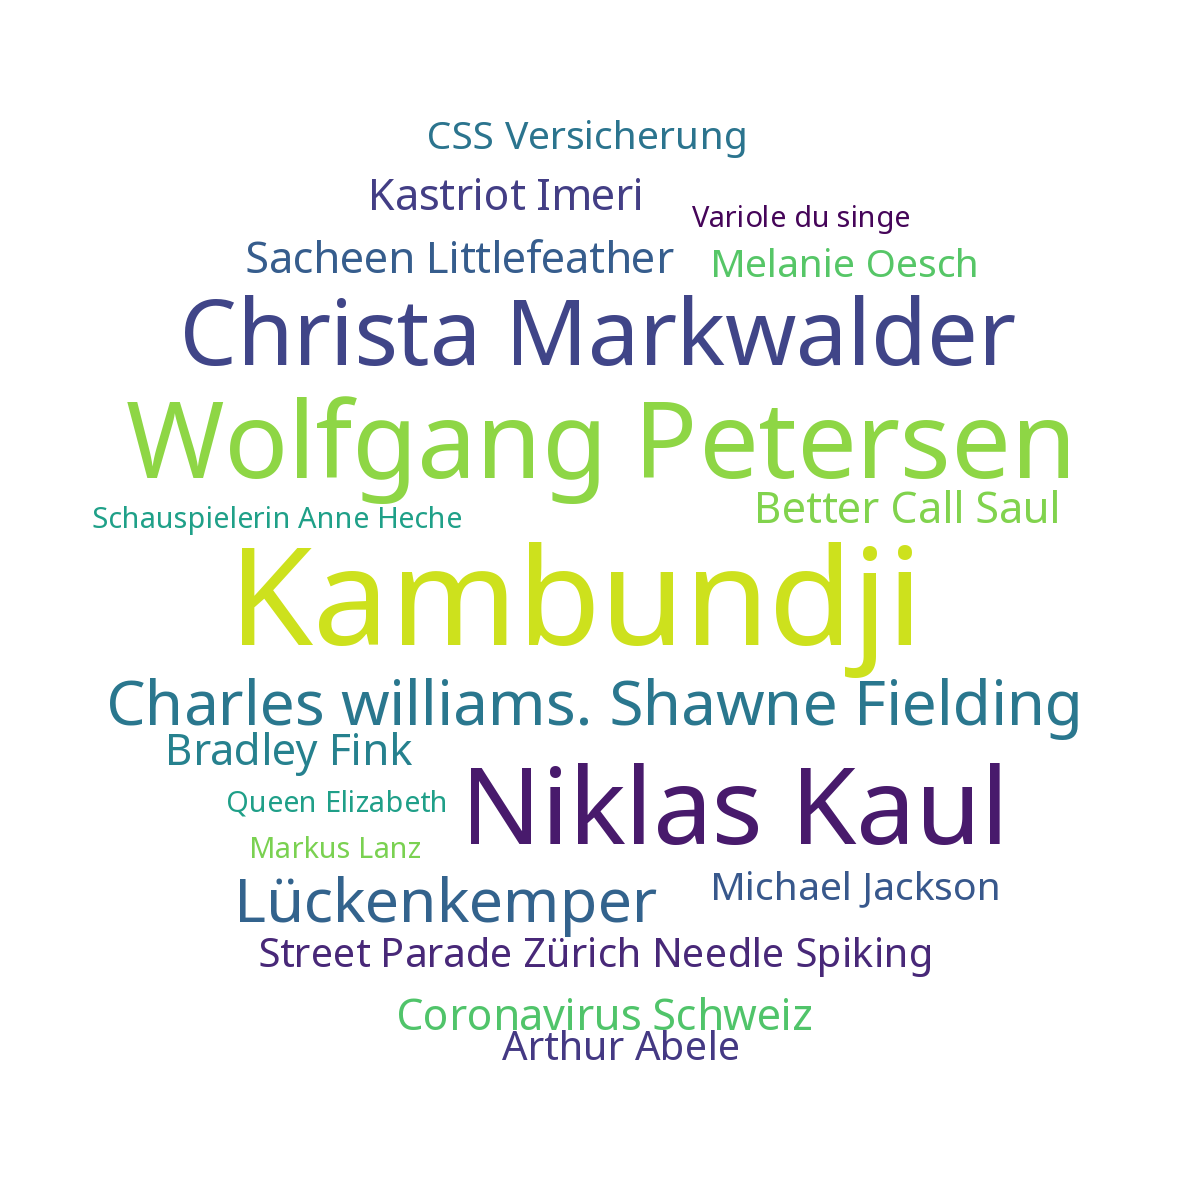 CSS Versicherung
Kastriot Imeri
Variole du singe
Sacheen Littlefeather
Melanie Oesch
Christa Markwalder
Wolfgang Petersen
Better Call Saul
Schauspielerin Anne Heche
Kambundji
Charles williams. Shawne Fielding
Bradley Fink
Queen Elizabeth
Niklas Kaul
Markus Lanz
Michael Jackson
Lückenkemper
Street Parade Zürich Needle Spiking
Coronavirus Schweiz
Arthur Abele